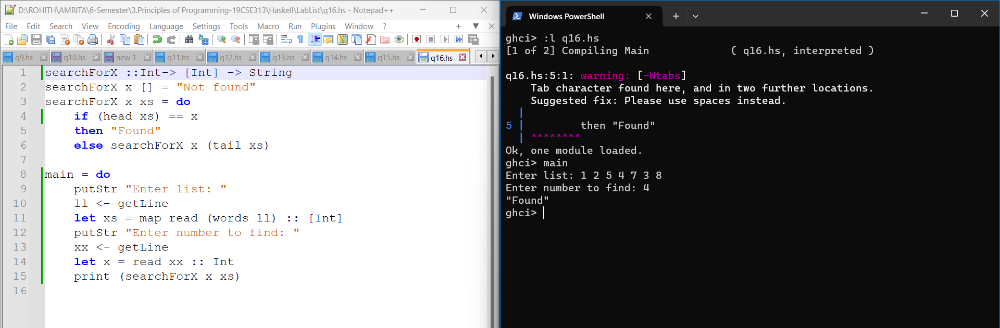 D:\ROHITH\AMRITA\6-Semester\3.Principles of Programming-19CSE313\Haskell\LabList\q16.hs - Notepad++
File Edit Search View Encoding Language Settings Tools Macro Run Plugins Window ?
q9.hs q10.hs new 1 q11.hs q12.hs q13.hs q14.hs q15.hs q16.hs
1 searchForX ::Int-> [Int] -> String
2 searchForX x [] = "Not found"
3 searchForX x xs = do
4 if (head xs) == x
5 then "Found"
6 else searchForX x (tail xs)
7
8 main = do
9 putStr "Enter list: "
10 ll <- getLine
11 let xs = map read (words ll) :: [Int]
12 putStr "Enter number to find: "
13 xx <- getLine
14 let x = read xx :: Int
15 print (searchForX x xs)
16
Windows PowerShell
ghci> :l q16.hs
[1 of 2] Compiling Main ( q16.hs, interpreted )
q16.hs:5:1: warning: [-Wtabs]
Tab character found here, and in two further locations.
Suggested fix: Please use spaces instead.
|
5 | then "Found"
| ^^^^^^^^
Ok, one module loaded.
ghci> main
Enter list: 1 2 5 4 7 3 8
Enter number to find: 4
"Found"
ghci>